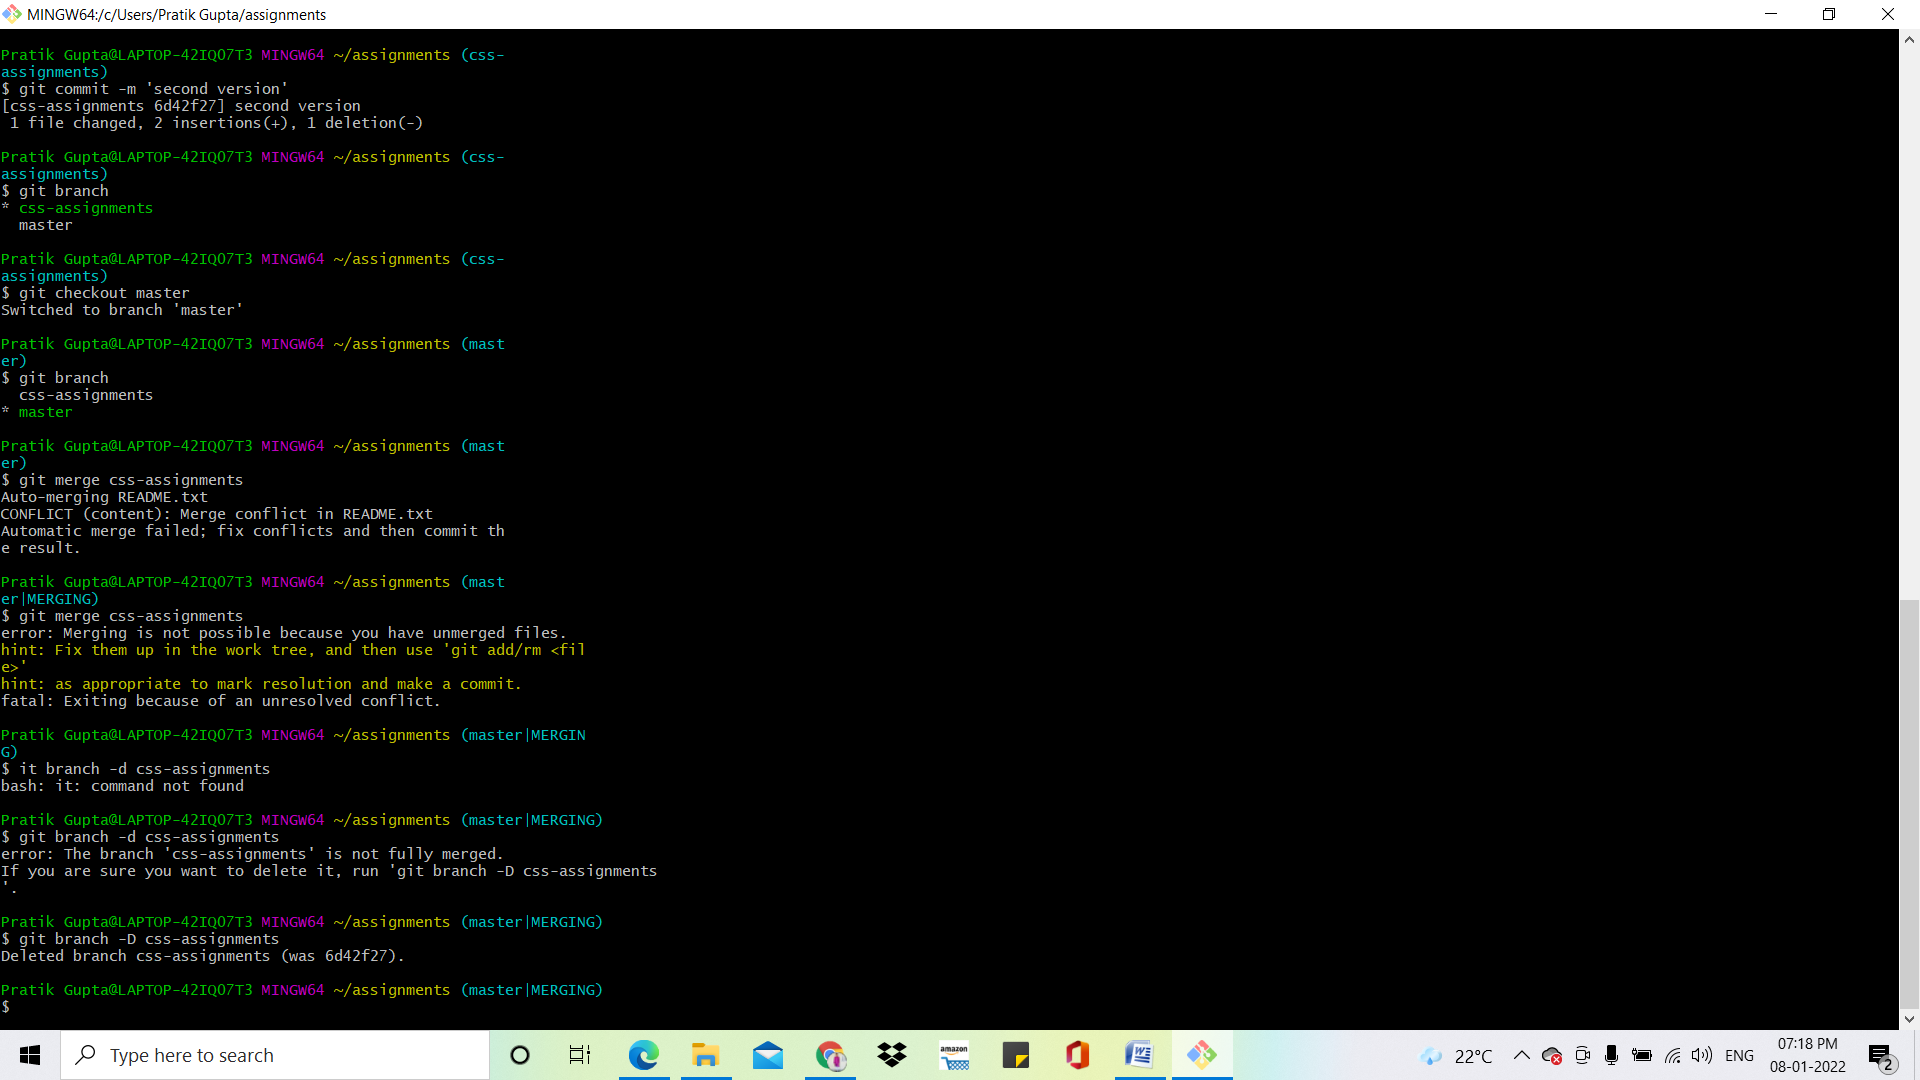 MINGW64:/c/Users/Pratik Gupta/assignments
Pratik Gupta@LAPTOP-42IQO7T3 MINGW64 ~/assignments (css-
assignments)
$ git commit -m 'second version'
[css-assignments 6d42f27] second version
 1 file changed, 2 insertions(+), 1 deletion(-)
Pratik Gupta@LAPTOP-42IQO7T3 MINGW64 ~/assignments (css-
assignments)
$ git branch
* css-assignments
  master
Pratik Gupta@LAPTOP-42IQO7T3 MINGW64 ~/assignments (css-
assignments)
$ git checkout master
Switched to branch 'master'
Pratik Gupta@LAPTOP-42IQO7T3 MINGW64 ~/assignments (mast
er)
$ git branch
  css-assignments
* master
Pratik Gupta@LAPTOP-42IQO7T3 MINGW64 ~/assignments (mast
er)
$ git merge css-assignments
Auto-merging README.txt
CONFLICT (content): Merge conflict in README.txt
Automatic merge failed; fix conflicts and then commit th
e result.
Pratik Gupta@LAPTOP-42IQO7T3 MINGW64 ~/assignments (mast
er|MERGING)
$ git merge css-assignments
error: Merging is not possible because you have unmerged files.
hint: Fix them up in the work tree, and then use 'git add/rm <fil
e>'
hint: as appropriate to mark resolution and make a commit.
fatal: Exiting because of an unresolved conflict.
Pratik Gupta@LAPTOP-42IQO7T3 MINGW64 ~/assignments (master|MERGIN
G)
$ it branch -d css-assignments
bash: it: command not found
Pratik Gupta@LAPTOP-42IQO7T3 MINGW64 ~/assignments (master|MERGING)
$ git branch -d css-assignments
error: The branch 'css-assignments' is not fully merged.
If you are sure you want to delete it, run 'git branch -D css-assignments
'.
Pratik Gupta@LAPTOP-42IQO7T3 MINGW64 ~/assignments (master|MERGING)
$ git branch -D css-assignments
Deleted branch css-assignments (was 6d42f27).
Pratik Gupta@LAPTOP-42IQO7T3 MINGW64 ~/assignments (master|MERGING)
$
Type here to search
amazon
22°C
ENG
07:18 PM
08-01-2022
2